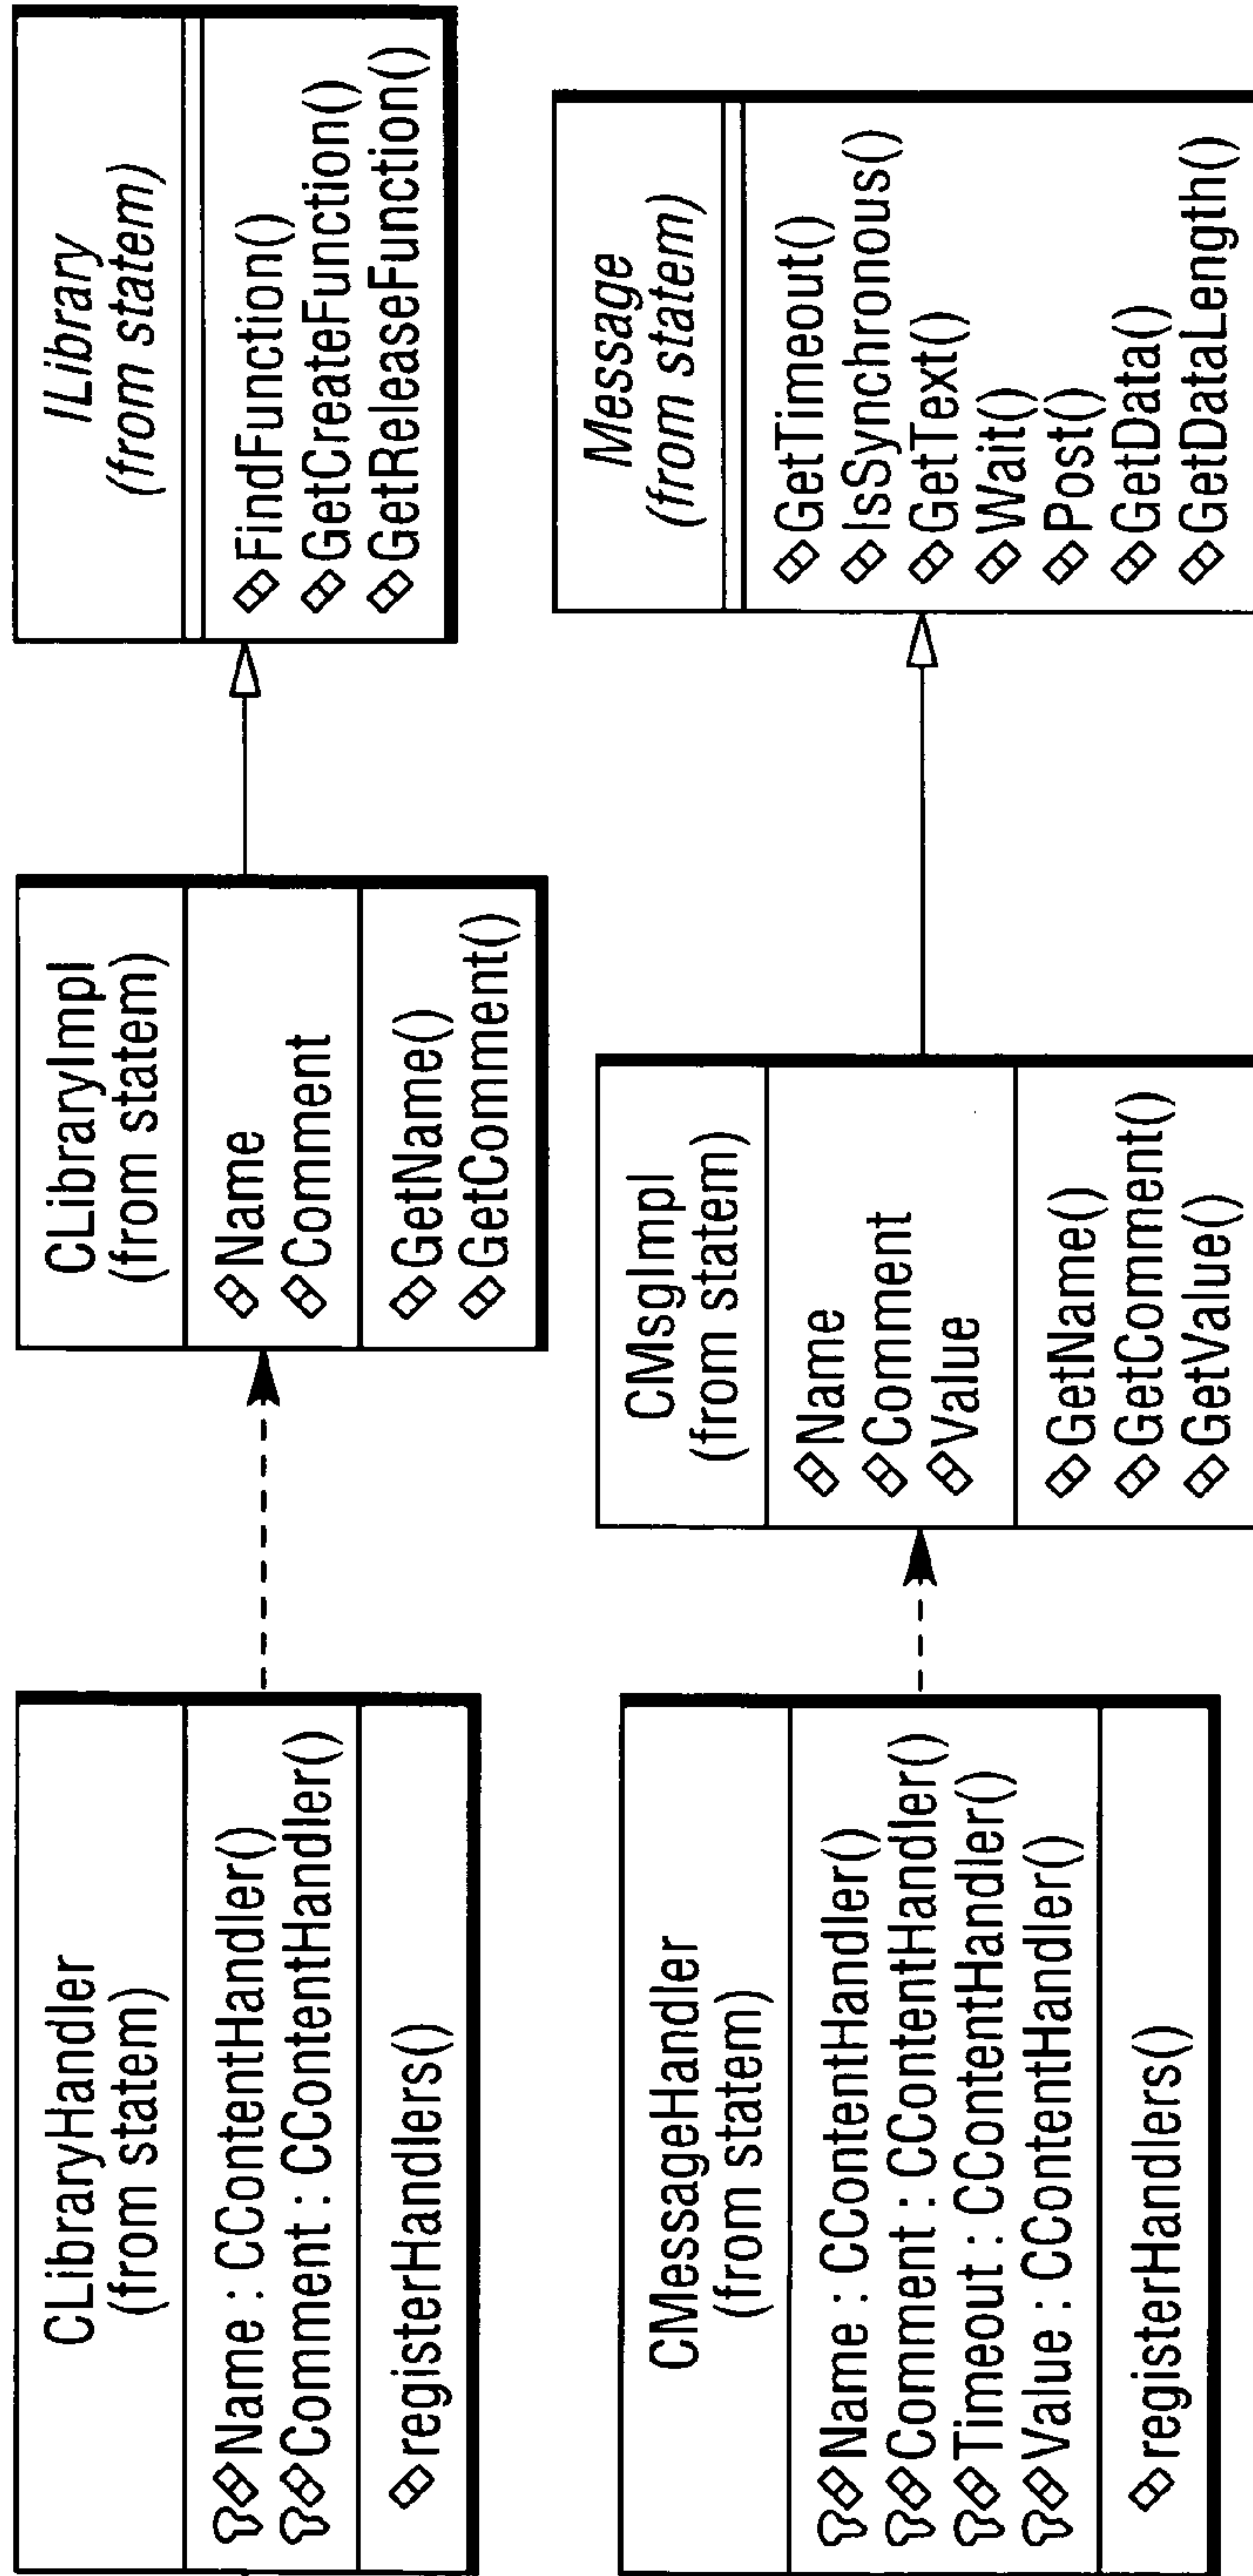 CLibraryHandler
(from statem)
Name : CContentHandler()
Comment : CContentHandler()
registerHandlers()
CLibraryImpl
(from statem)
Name
Comment
GetName()
GetComment()
ILibrary
(from statem)
FindFunction()
GetCreateFunction()
GetReleaseFunction()
CMessageHandler
(from statem)
Name : CContentHandler()
Comment : CContentHandler()
Timeout : CContentHandler()
Value : CContentHandler()
registerHandlers()
CMsgImpl
(from statem)
Name
Comment
Value
GetName()
GetComment()
GetValue()
Message
(from statem)
GetTimeout()
IsSynchronous()
GetText()
Wait()
Post()
GetData()
GetDataLength()